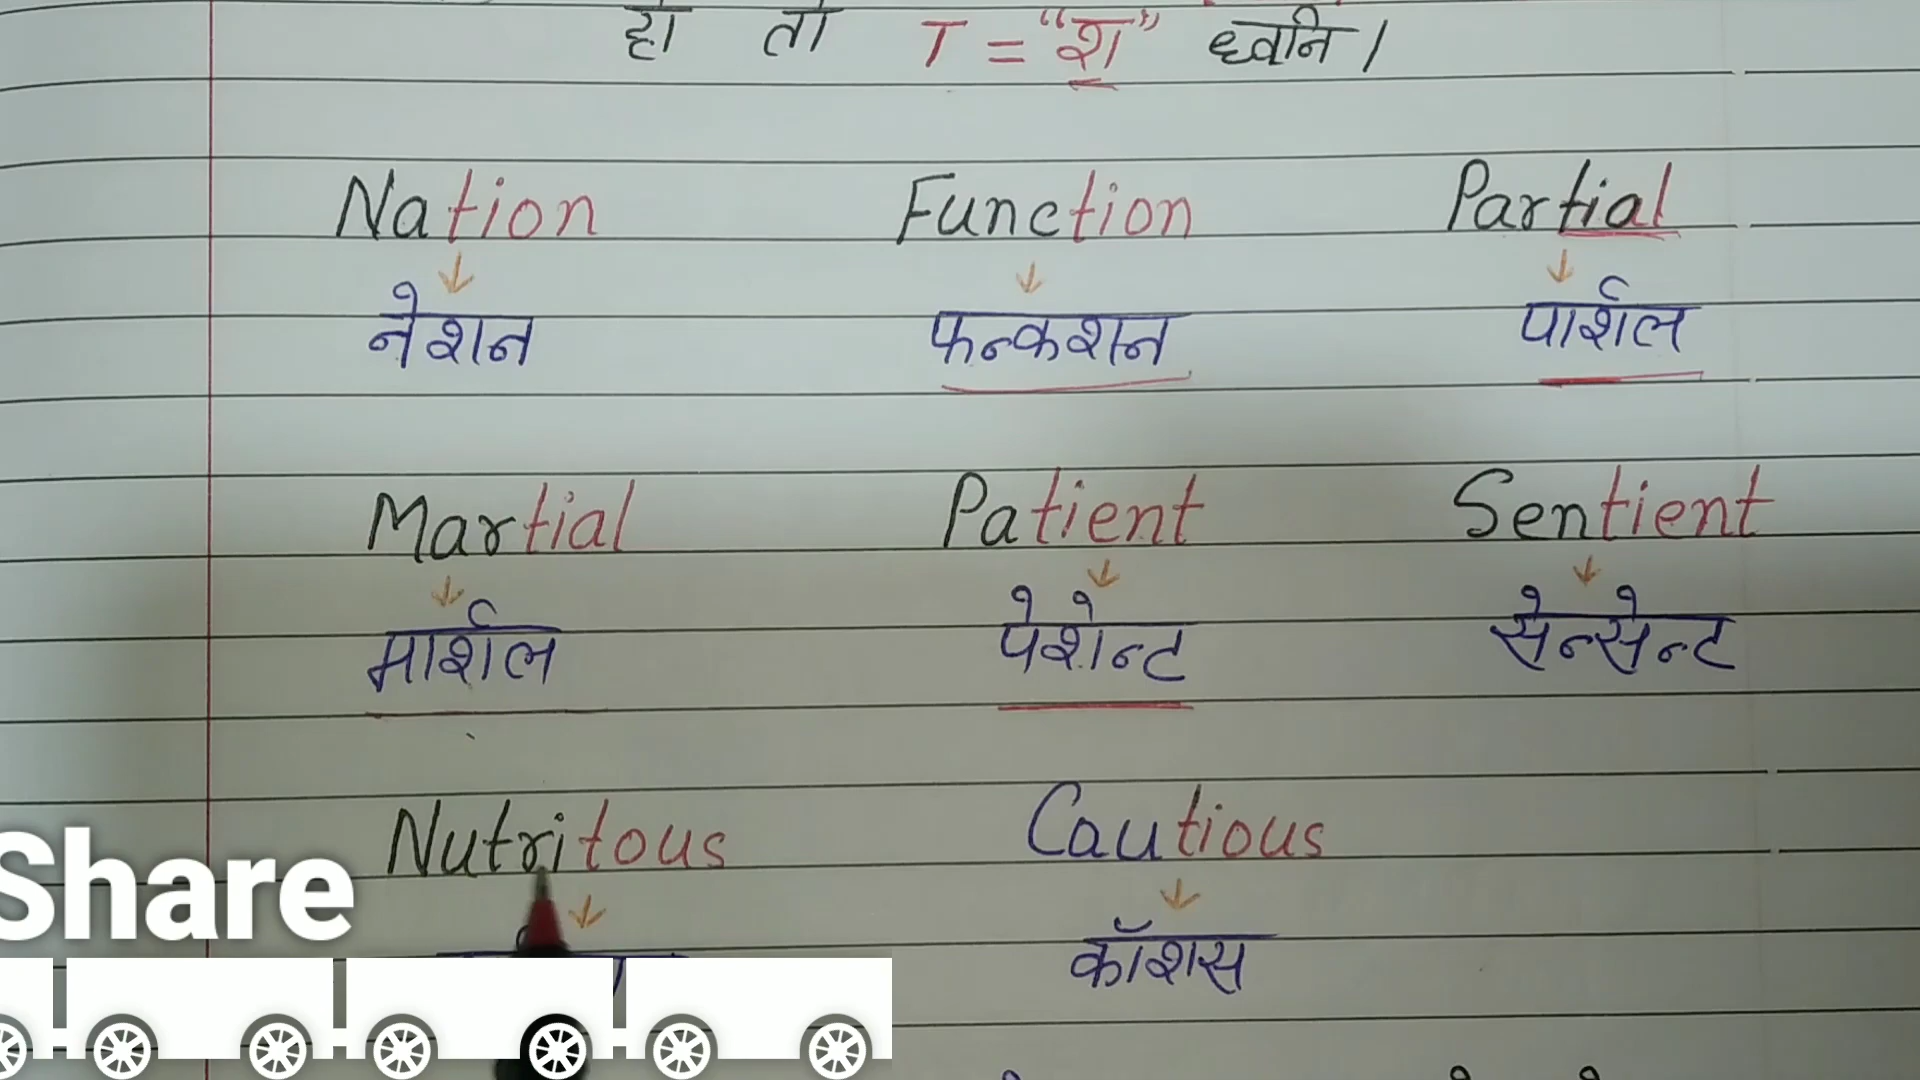 हो तो T = "श" ध्वनि ।
Nation Function Partial
नेशन फन्कशन पार्शल
Martial Patient Sentient
मार्शल पेशेन्ट सेन्सेन्ट
Nutritous Cautious
कॉशस
Share